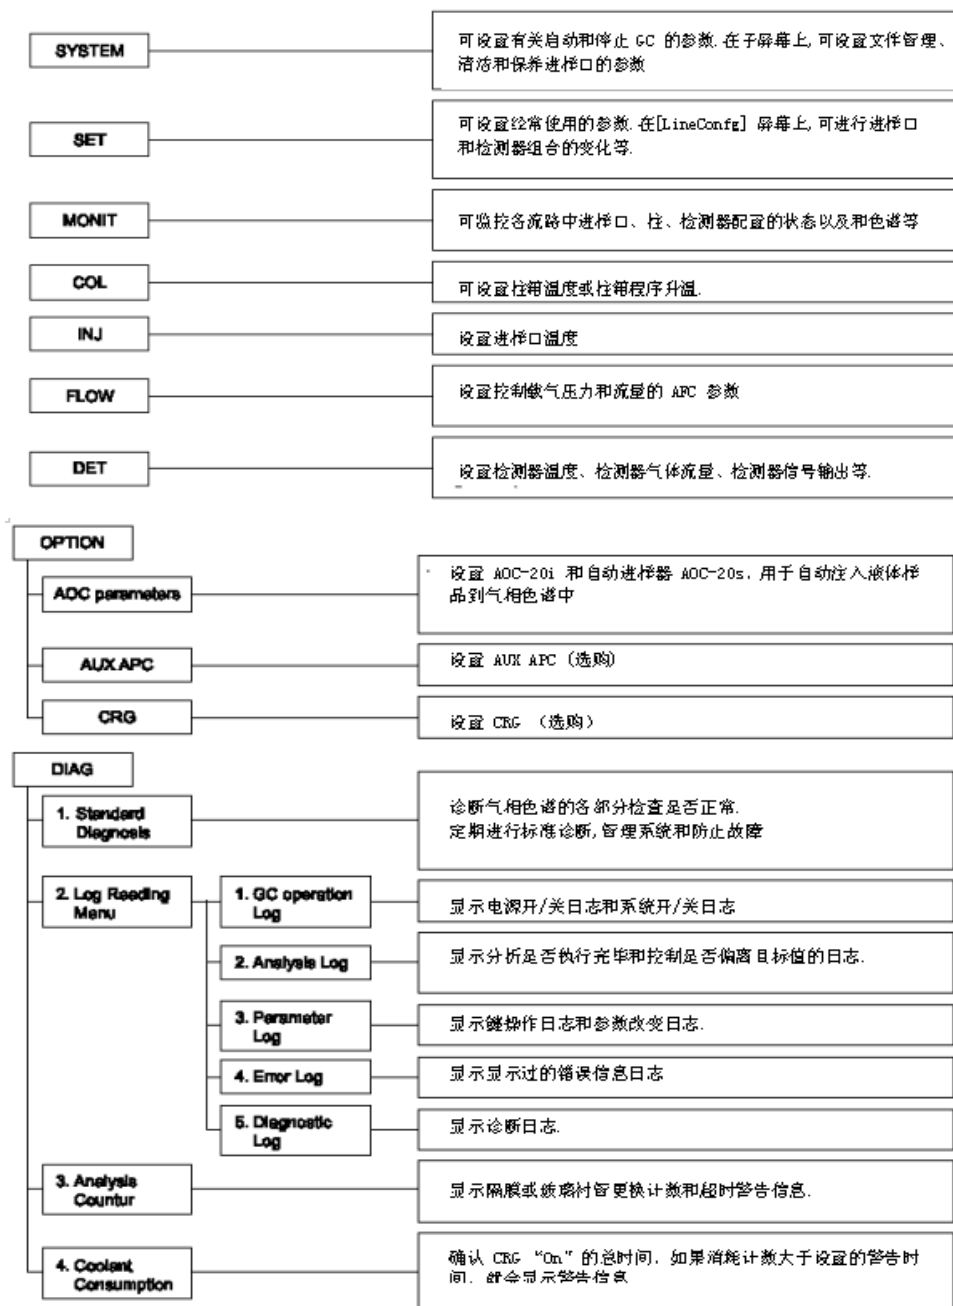 SYSTEM
可设置有关启动和停止 GC 的参数.在子屏幕上,可设置文件管理、
清洁和保养进样口的参数
SET
可设置经常使用的参数.在[LineConfg] 屏幕上,可进行进样口
和检测器组合的变化等.
MONIT
可监控各流路中进样口、柱、检测器配置的状态以及和色谱等
COL
可设置柱箱温度或柱箱程序升温.
INJ
设置进样口温度
FLOW
设置控制载气压力和流量的 AFC 参数
DET
设置检测器温度、检测器气体流量、检测器信号输出等.
OPTION
AOC parameters
设置 AOC-20i 和自动进样器 AOC-20s. 用于自动注入液体样
品到气相色谱中
AUX APC
设置 AUX APC (选购)
CRG
设置 CRG （选购）
DIAG
1. Standard
Diagnosis
诊断气相色谱的各部分检查是否正常.
定期进行标准诊断,管理系统和防止故障
2. Log Reading
Menu
1. GC operation
Log
显示电源开/关日志和系统开/关日志
2. Analysis Log
显示分析是否执行完毕和控制是否偏离目标值的日志.
3. Parameter
Log
显示键操作日志和参数改变日志.
4. Error Log
显示显示过的错误信息日志
5. Diagnostic
Log
显示诊断日志.
3. Analysis
Countur
显示隔膜或玻璃衬管更换计数和超时警告信息.
4. Coolant
Consumption
确认 CRG “On”的总时间. 如果消耗计数大于设置的警告时
间. 就会显示警告信息